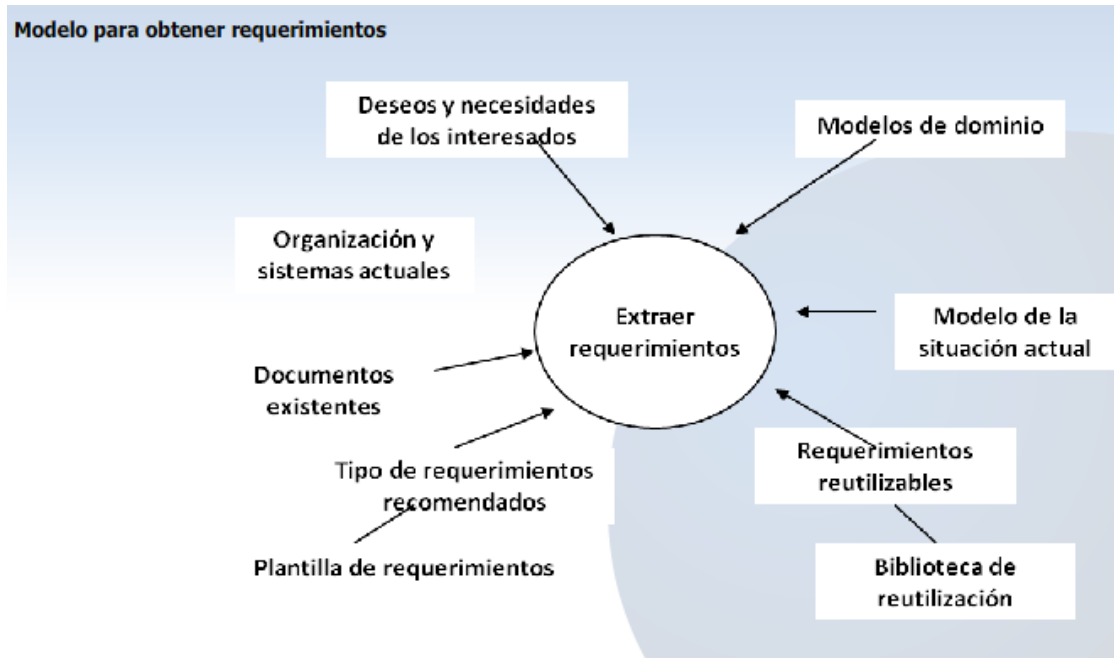 Modelo para obtener requerimientos
Deseos y necesidades
de los interesados
Modelos de dominio
Organización y
sistemas actuales
Extraer
requerimientos
Modelo de la
situación actual
Documentos
existentes
Tipo de requerimientos
recomendados
Requerimientos
reutilizables
Plantilla de requerimientos
Biblioteca de
reutilización